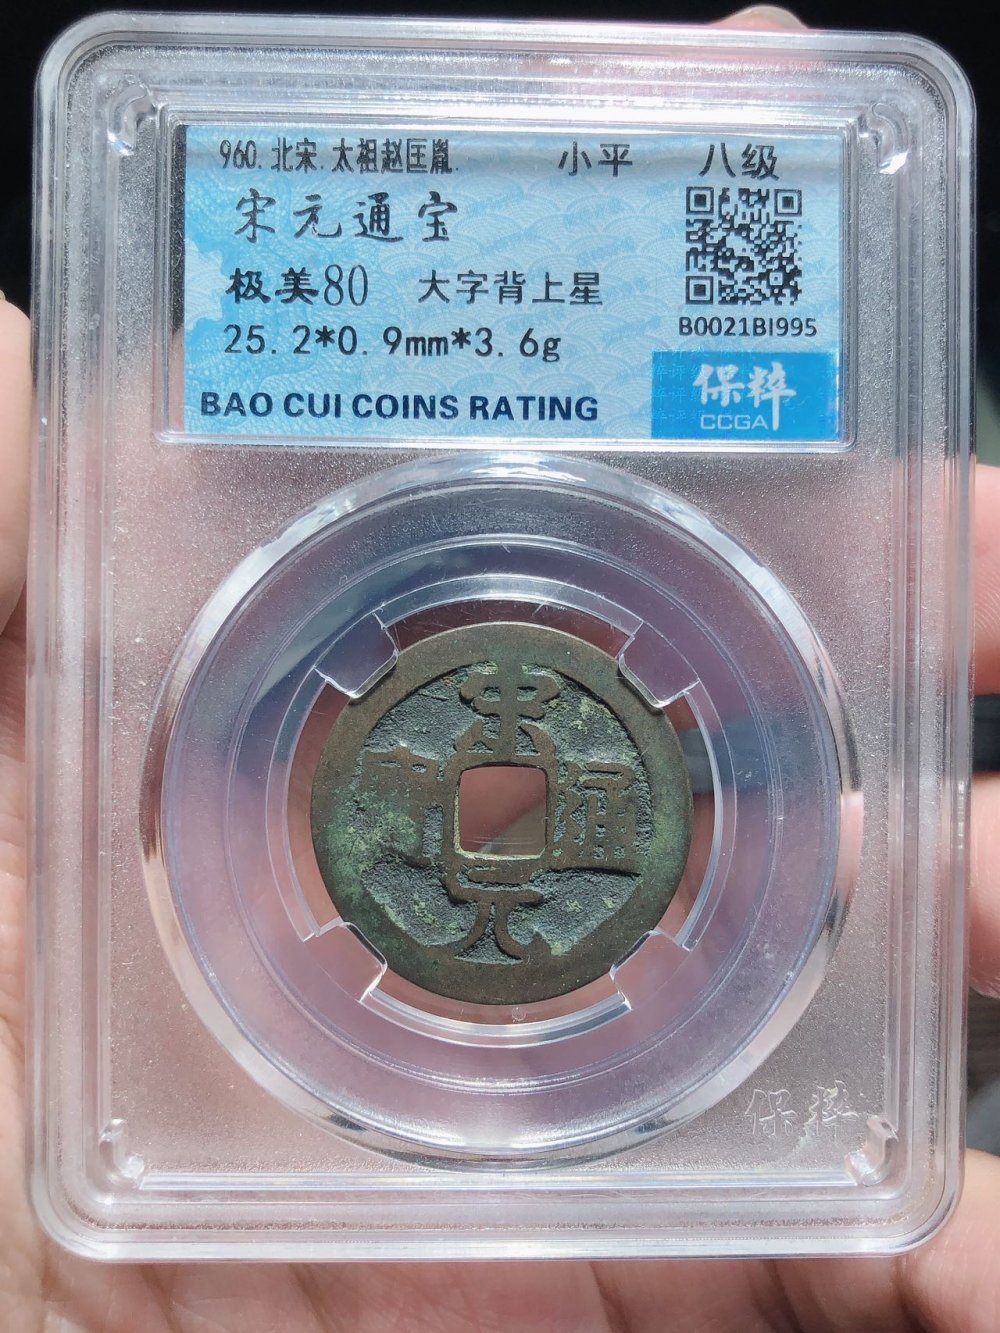 960.北宋.太祖赵匡胤. 小平 八级
宋元通宝
极美80 大字背上星
25.2*0.9mm*3.6g
B0021BI995
BAO CUI COINS RATING
保粹
CCGA
宋
通
元
保粹